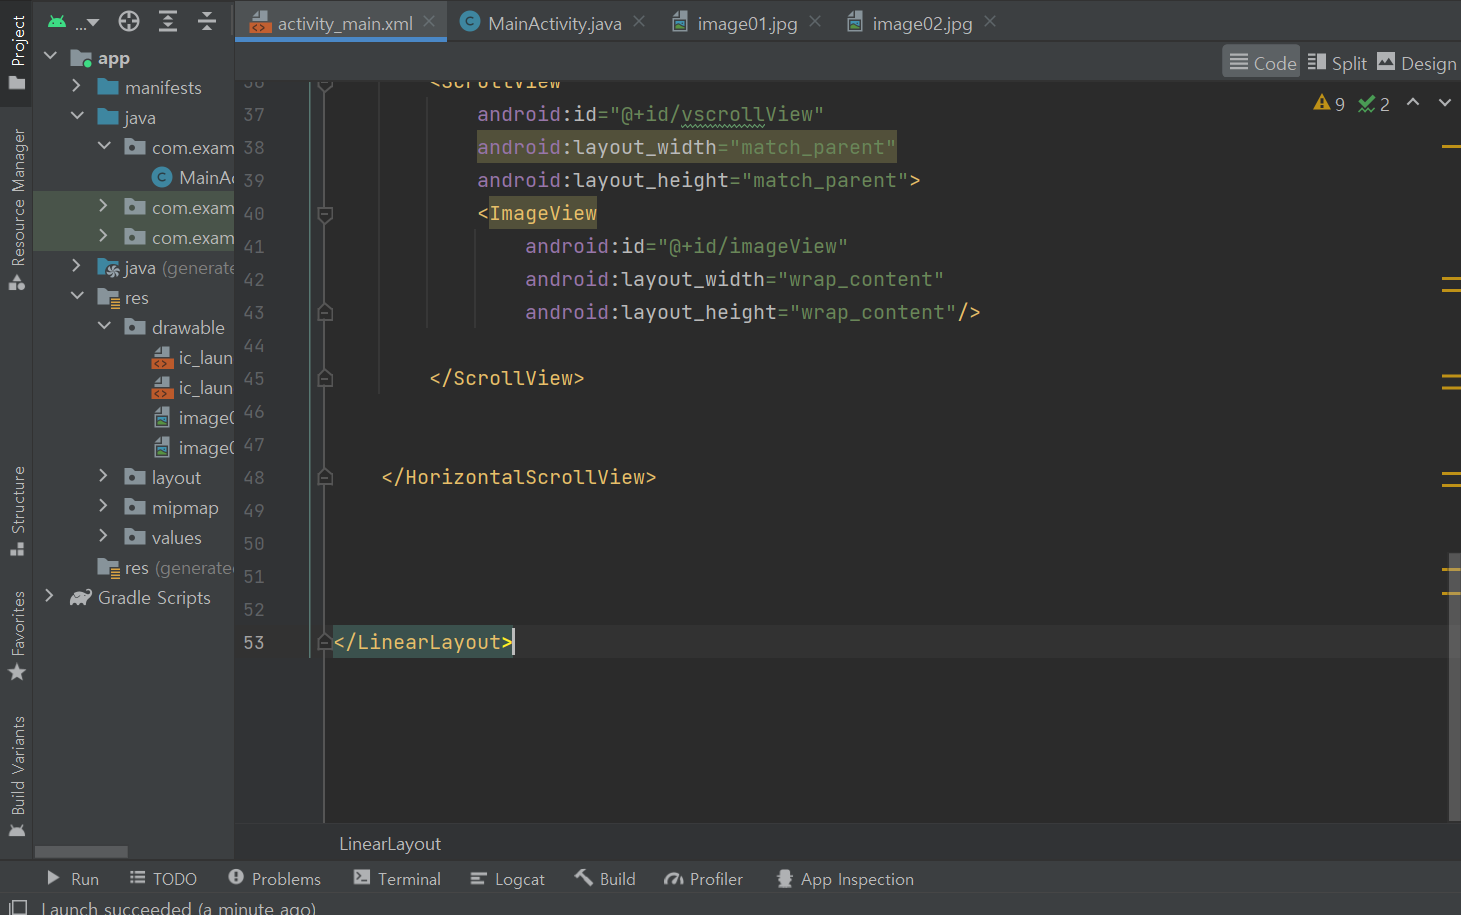 activity_main.xml
MainActivity.java
image01.jpg
image02.jpg
...
Code
Split
Design
Project
Resource Manager
Structure
Favorites
Build Variants
app
manifests
java
com.exam
MainAc
com.exam
com.exam
java (generate
res
drawable
ic_laun
ic_laun
image0
image0
layout
mipmap
values
res (generate
Gradle Scripts
9
2
36 <ScrollView
37 android:id="@+id/vscrollView"
38 android:layout_width="match_parent"
39 android:layout_height="match_parent">
40 <ImageView
41 android:id="@+id/imageView"
42 android:layout_width="wrap_content"
43 android:layout_height="wrap_content"/>
44
45 </ScrollView>
46
47
48 </HorizontalScrollView>
49
50
51
52
53 </LinearLayout>
LinearLayout
Run
TODO
Problems
Terminal
Logcat
Build
Profiler
App Inspection
Launch succeeded (a minute ago)